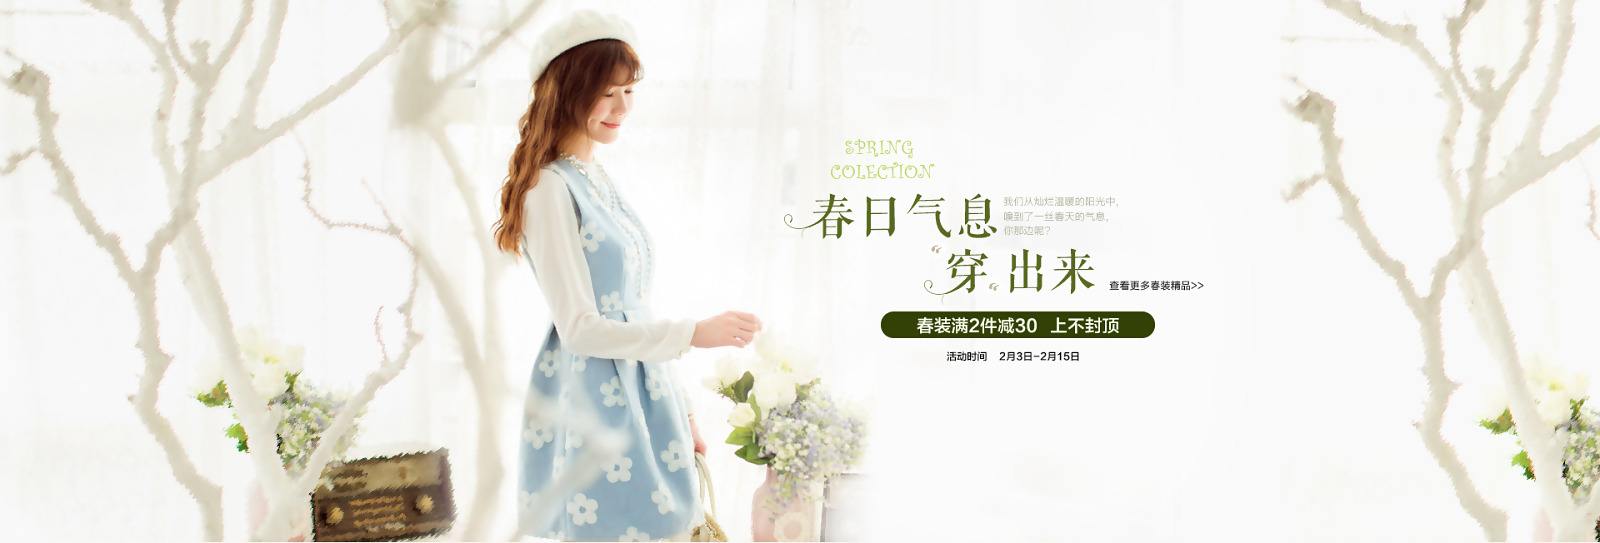 SPRING
COLECTION
春日气息
我们从灿烂温暖的阳光中,
嗅到了一丝春天的气息,
你那边呢?
“穿“出来
查看更多春装精品>>
春装满2件减30 上不封顶
活动时间 2月3日-2月15日